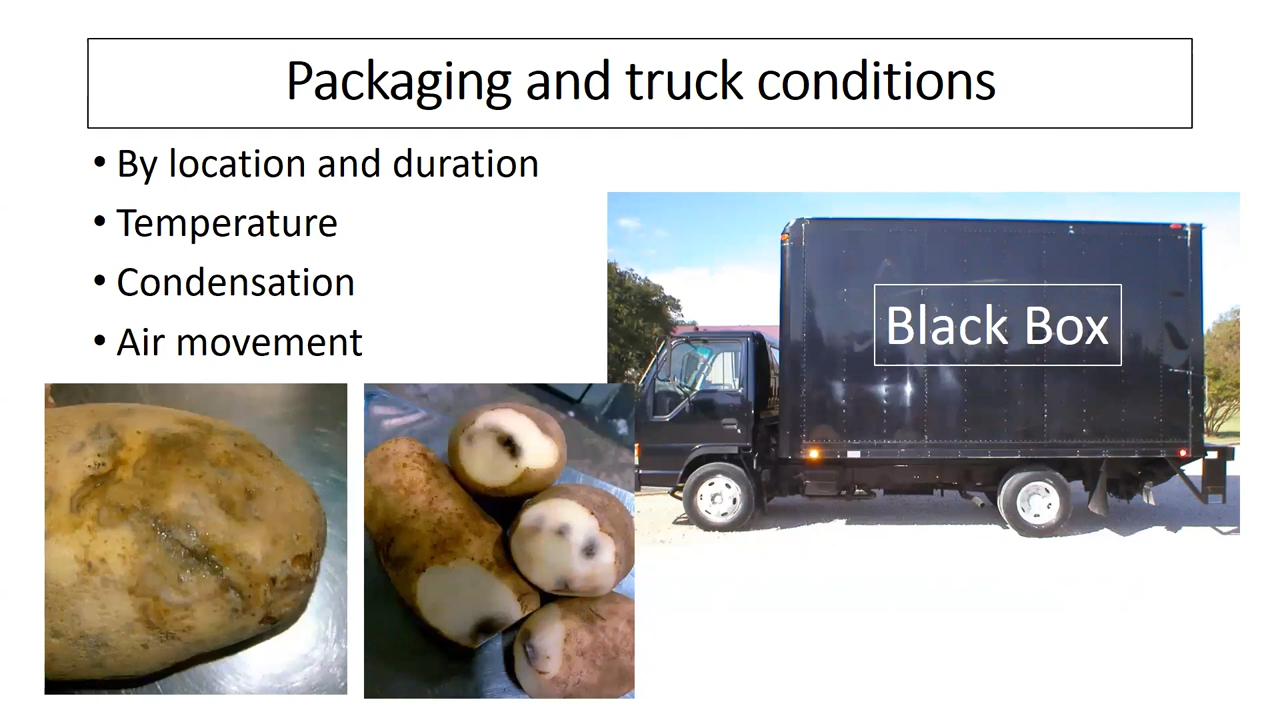 Packaging and truck conditions
• By location and duration
• Temperature
• Condensation
• Air movement
Black Box